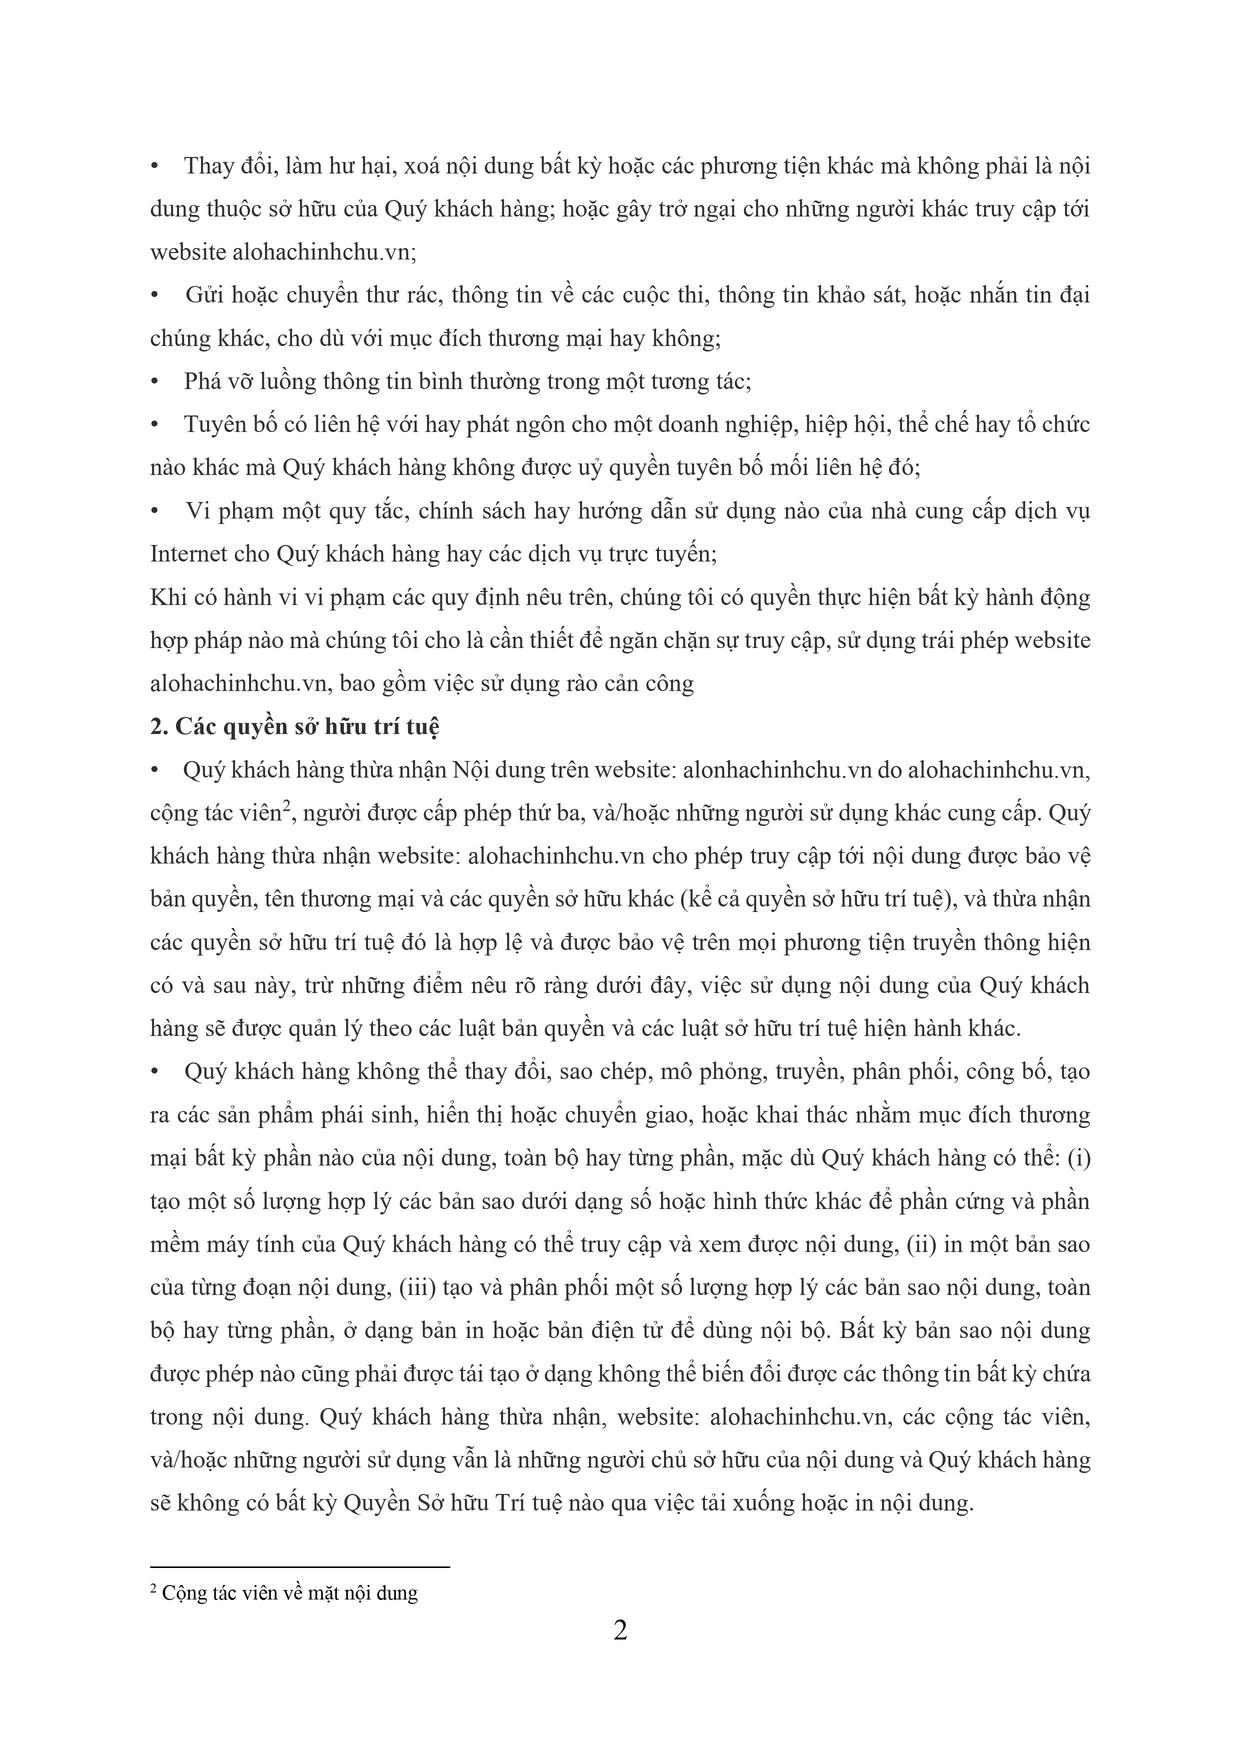 • Thay đổi, làm hư hại, xoá nội dung bất kỳ hoặc các phương tiện khác mà không phải là nội
dung thuộc sở hữu của Quý khách hàng; hoặc gây trở ngại cho những người khác truy cập tới
website alohachinhchu.vn;
• Gửi hoặc chuyển thư rác, thông tin về các cuộc thi, thông tin khảo sát, hoặc nhắn tin đại
chúng khác, cho dù với mục đích thương mại hay không;
• Phá vỡ luồng thông tin bình thường trong một tương tác;
• Tuyên bố có liên hệ với hay phát ngôn cho một doanh nghiệp, hiệp hội, thể chế hay tổ chức
nào khác mà Quý khách hàng không được uỷ quyền tuyên bố mối liên hệ đó;
• Vi phạm một quy tắc, chính sách hay hướng dẫn sử dụng nào của nhà cung cấp dịch vụ
Internet cho Quý khách hàng hay các dịch vụ trực tuyến;
Khi có hành vi vi phạm các quy định nêu trên, chúng tôi có quyền thực hiện bất kỳ hành động
hợp pháp nào mà chúng tôi cho là cần thiết để ngăn chặn sự truy cập, sử dụng trái phép website
alohachinhchu.vn, bao gồm việc sử dụng rào cản công
2. Các quyền sở hữu trí tuệ
• Quý khách hàng thừa nhận Nội dung trên website: alonhachinhchu.vn do alohachinhchu.vn,
cộng tác viên², người được cấp phép thứ ba, và/hoặc những người sử dụng khác cung cấp. Quý
khách hàng thừa nhận website: alohachinhchu.vn cho phép truy cập tới nội dung được bảo vệ
bản quyền, tên thương mại và các quyền sở hữu khác (kể cả quyền sở hữu trí tuệ), và thừa nhận
các quyền sở hữu trí tuệ đó là hợp lệ và được bảo vệ trên mọi phương tiện truyền thông hiện
có và sau này, trừ những điểm nêu rõ ràng dưới đây, việc sử dụng nội dung của Quý khách
hàng sẽ được quản lý theo các luật bản quyền và các luật sở hữu trí tuệ hiện hành khác.
• Quý khách hàng không thể thay đổi, sao chép, mô phỏng, truyền, phân phối, công bố, tạo
ra các sản phẩm phái sinh, hiển thị hoặc chuyển giao, hoặc khai thác nhằm mục đích thương
mại bất kỳ phần nào của nội dung, toàn bộ hay từng phần, mặc dù Quý khách hàng có thể: (i)
tạo một số lượng hợp lý các bản sao dưới dạng số hoặc hình thức khác để phần cứng và phần
mềm máy tính của Quý khách hàng có thể truy cập và xem được nội dung, (ii) in một bản sao
của từng đoạn nội dung, (iii) tạo và phân phối một số lượng hợp lý các bản sao nội dung, toàn
bộ hay từng phần, ở dạng bản in hoặc bản điện tử để dùng nội bộ. Bất kỳ bản sao nội dung
được phép nào cũng phải được tái tạo ở dạng không thể biến đổi được các thông tin bất kỳ chứa
trong nội dung. Quý khách hàng thừa nhận, website: alohachinhchu.vn, các cộng tác viên,
và/hoặc những người sử dụng vẫn là những người chủ sở hữu của nội dung và Quý khách hàng
sẽ không có bất kỳ Quyền Sở hữu Trí tuệ nào qua việc tải xuống hoặc in nội dung.
² Cộng tác viên về mặt nội dung
2